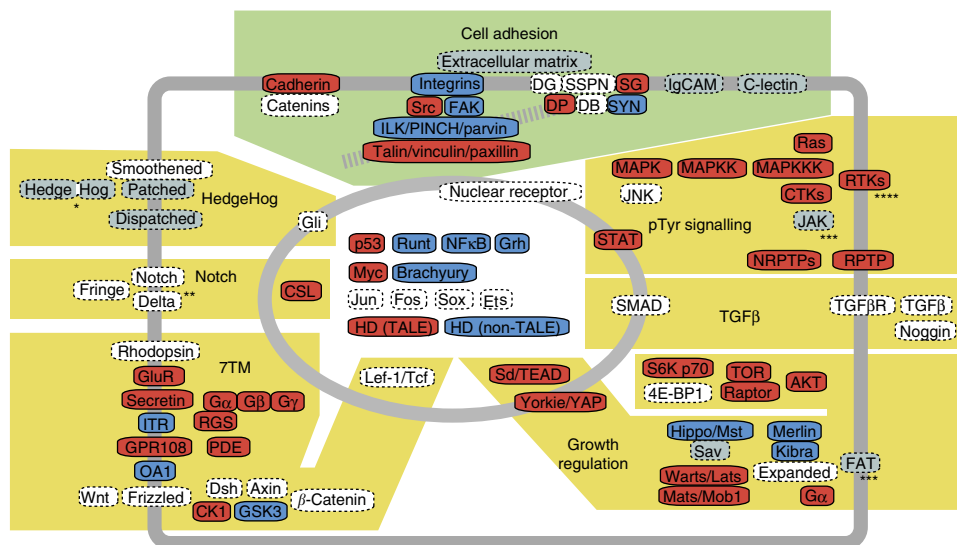 Cell adhesion
Extracellular matrix
Cadherin
Catenins
Integrins
Src FAK
ILK/PINCH/parvin
Talin/vinculin/paxillin
DG SSPN SG
DP DB SYN
IgCAM
C-lectin
Smoothened
Hedge Hog Patched
*
HedgeHog
Dispatched
Gli
Nuclear receptor
Ras
MAPK MAPKK MAPKKK
JNK
CTKs
RTKs
****
JAK
***
pTyr signalling
STAT
NRPTPs RPTP
Notch Notch
Fringe
Delta **
CSL
p53 Runt NFκB Grh
Myc Brachyury
Jun Fos Sox Ets
HD (TALE) HD (non-TALE)
SMAD
TGFβ
TGFβR TGFβ
Noggin
Rhodopsin
7TM
GluR
Secretin
Gα Gβ Gγ
ITR
RGS
GPR108
PDE
OA1
Wnt Frizzled
Dsh Axin
β-Catenin
CK1 GSK3
Lef-1/Tcf
Sd/TEAD
Yorkie/YAP
S6K p70
TOR
AKT
4E-BP1
Raptor
Growth
regulation
Hippo/Mst
Merlin
Sav
Kibra
Warts/Lats
Expanded
FAT
***
Mats/Mob1
Gα